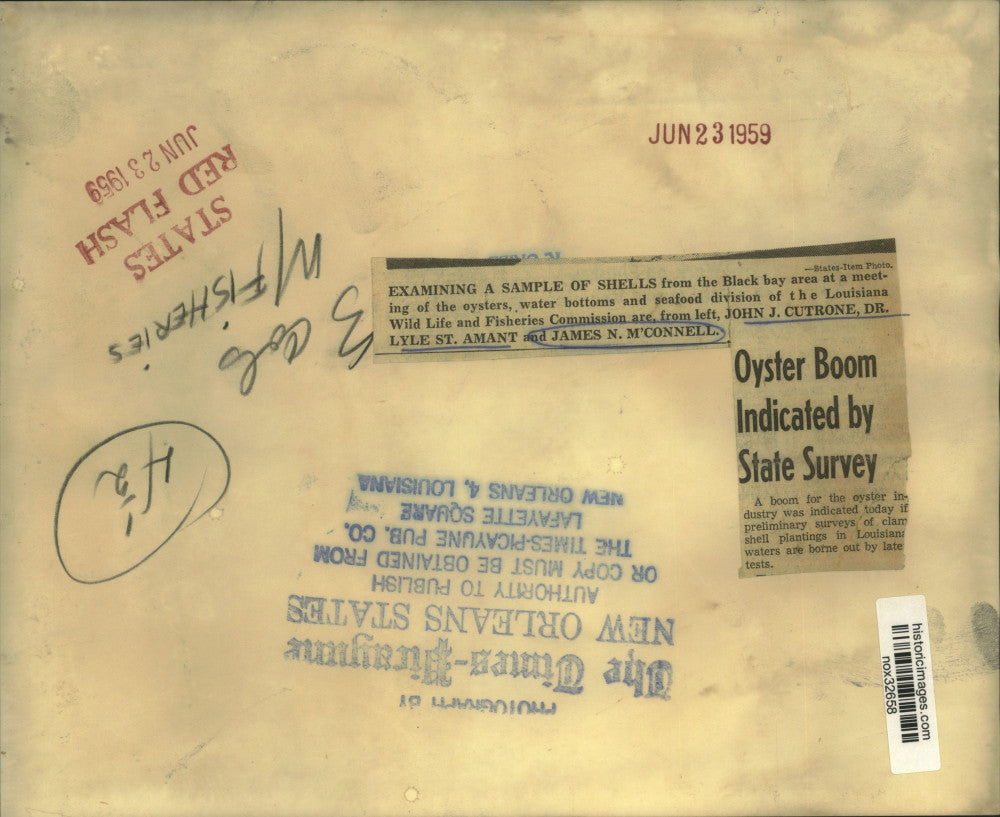 JUN 23 1959
JUN 23 1959
STATES
RED FLASH
W/FISHERIES
3 Cols
—States-Item Photo.
EXAMINING A SAMPLE OF SHELLS from the Black bay area at a meet-
ing of the oysters, water bottoms and seafood division of the Louisiana
Wild Life and Fisheries Commission are, from left, JOHN J. CUTRONE, DR.
LYLE ST. AMANT and JAMES N. M'CONNELL.
Oyster Boom
Indicated by
State Survey
A boom for the oyster in-
dustry was indicated today if
preliminary surveys of clam
shell plantings in Louisiana
waters are borne out by late
tests.
PHOTOGRAPH BY
The Times-Picayune
NEW ORLEANS STATES
AUTHORITY TO PUBLISH
OR COPY MUST BE OBTAINED FROM
THE TIMES-PICAYUNE PUB. CO.
LAFAYETTE SQUARE
NEW ORLEANS 4, LOUISIANA
historicimages.com
nox32658